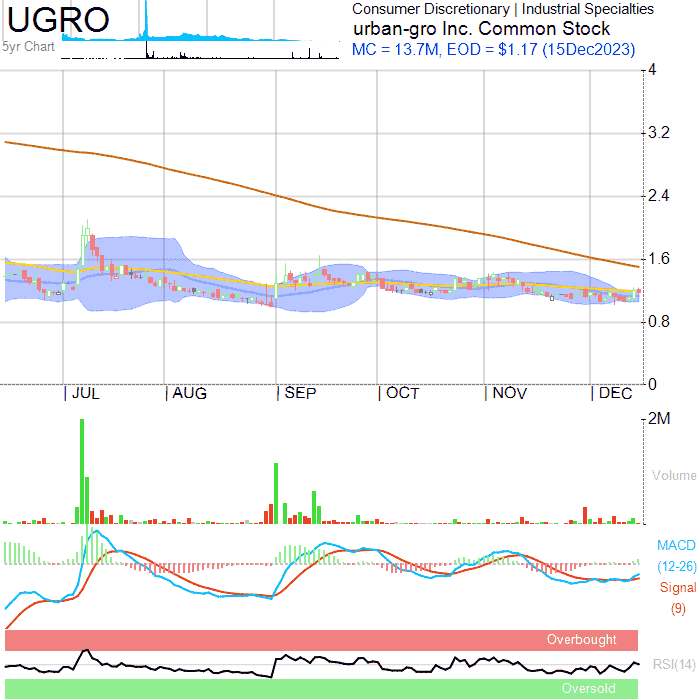 UGRO
5yr Chart
Consumer Discretionary | Industrial Specialties
urban-gro Inc. Common Stock
MC = 13.7M, EOD = $1.17 (15Dec2023)
4
3.2
2.4
1.6
0.8
0
JUL AUG SEP OCT NOV DEC
2M
Volume
MACD
(12-26)
Signal
(9)
Overbought
RSI(14)
Oversold